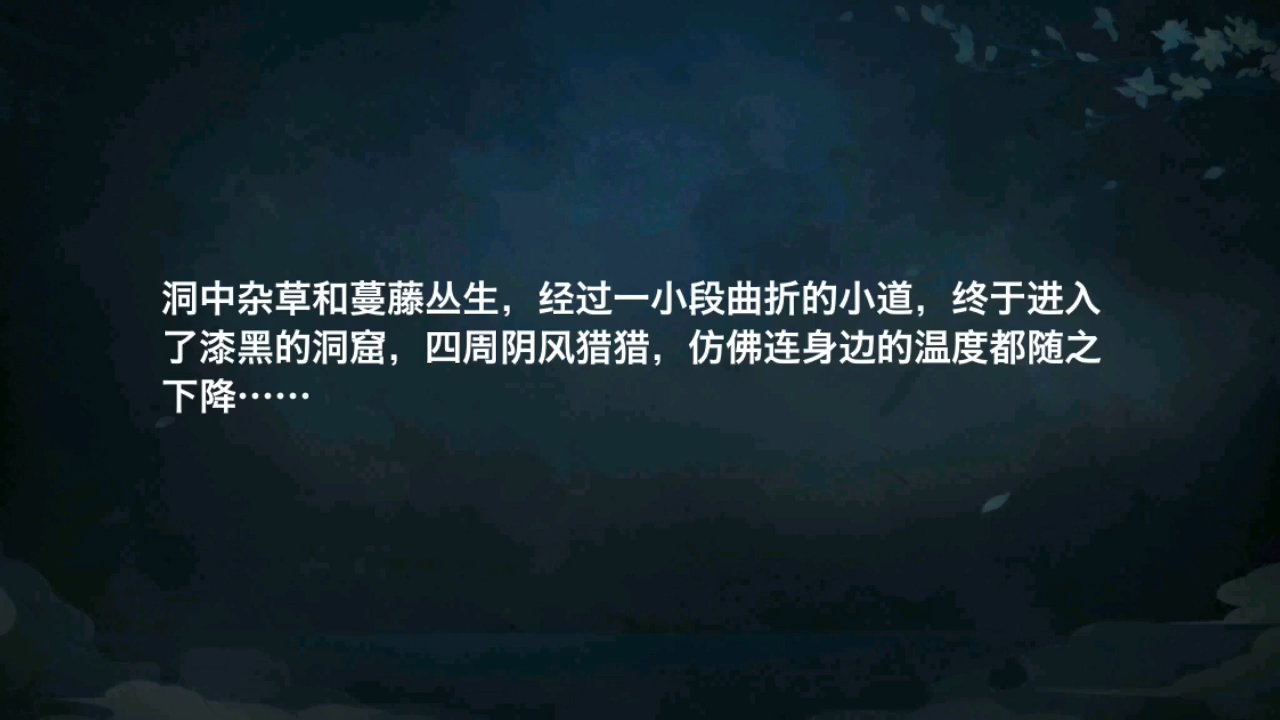 洞中杂草和蔓藤丛生，经过一小段曲折的小道，终于进入
了漆黑的洞窟，四周阴风猎猎，仿佛连身边的温度都随之
下降……